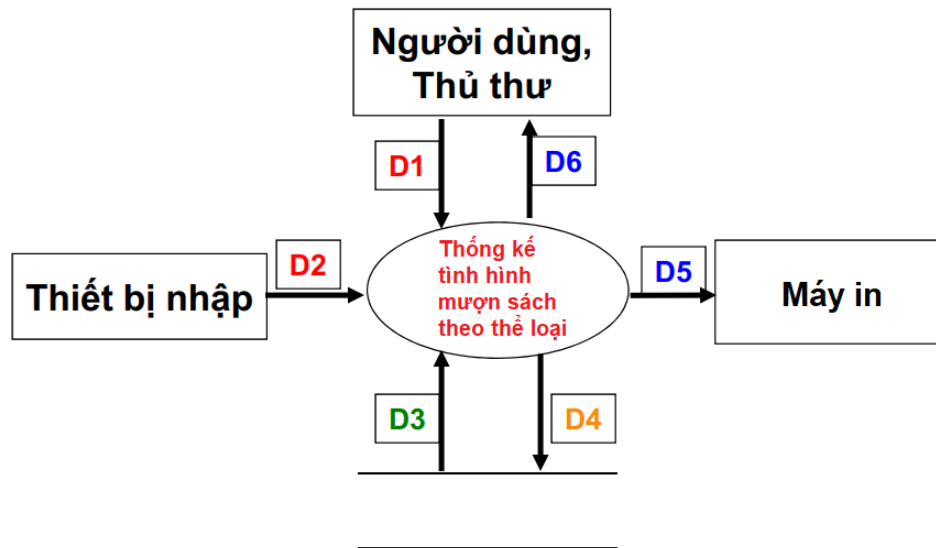 Người dùng,
Thủ thư
D1
D6
D2
Thống kế
tình hình
mượn sách
theo thể loại
D5
Thiết bị nhập
Máy in
D3
D4